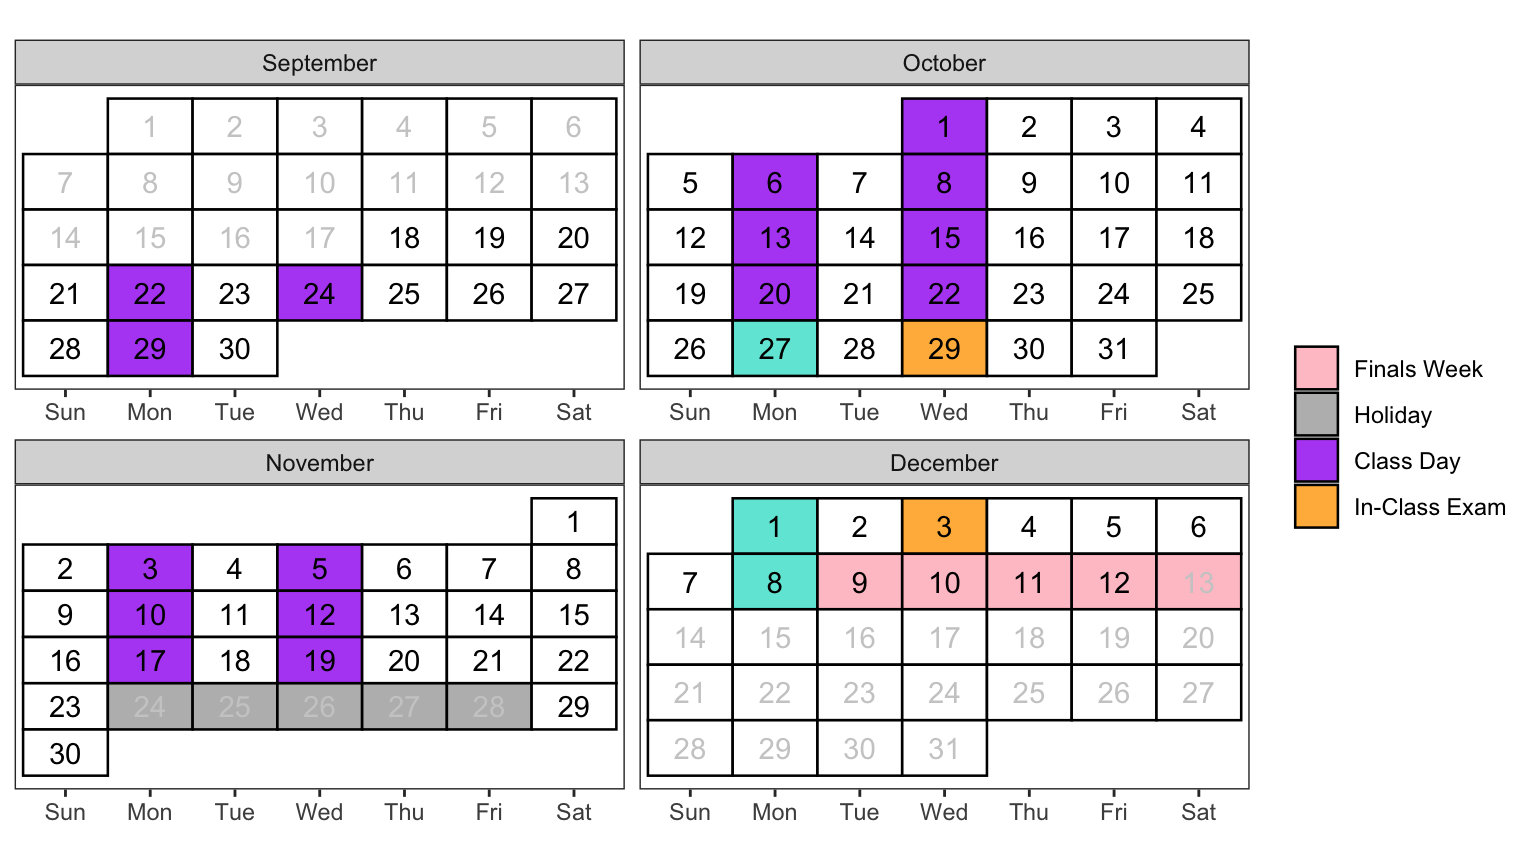 September
1 2 3 4 5 6
7 8 9 10 11 12 13
14 15 16 17 18 19 20
21 22 23 24 25 26 27
28 29 30
Sun Mon Tue Wed Thu Fri Sat
October
1 2 3 4
5 6 7 8 9 10 11
12 13 14 15 16 17 18
19 20 21 22 23 24 25
26 27 28 29 30 31
Sun Mon Tue Wed Thu Fri Sat
November
1
2 3 4 5 6 7 8
9 10 11 12 13 14 15
16 17 18 19 20 21 22
23 24 25 26 27 28 29
30
Sun Mon Tue Wed Thu Fri Sat
December
1 2 3 4 5 6
7 8 9 10 11 12 13
14 15 16 17 18 19 20
21 22 23 24 25 26 27
28 29 30 31
Sun Mon Tue Wed Thu Fri Sat
Finals Week
Holiday
Class Day
In-Class Exam